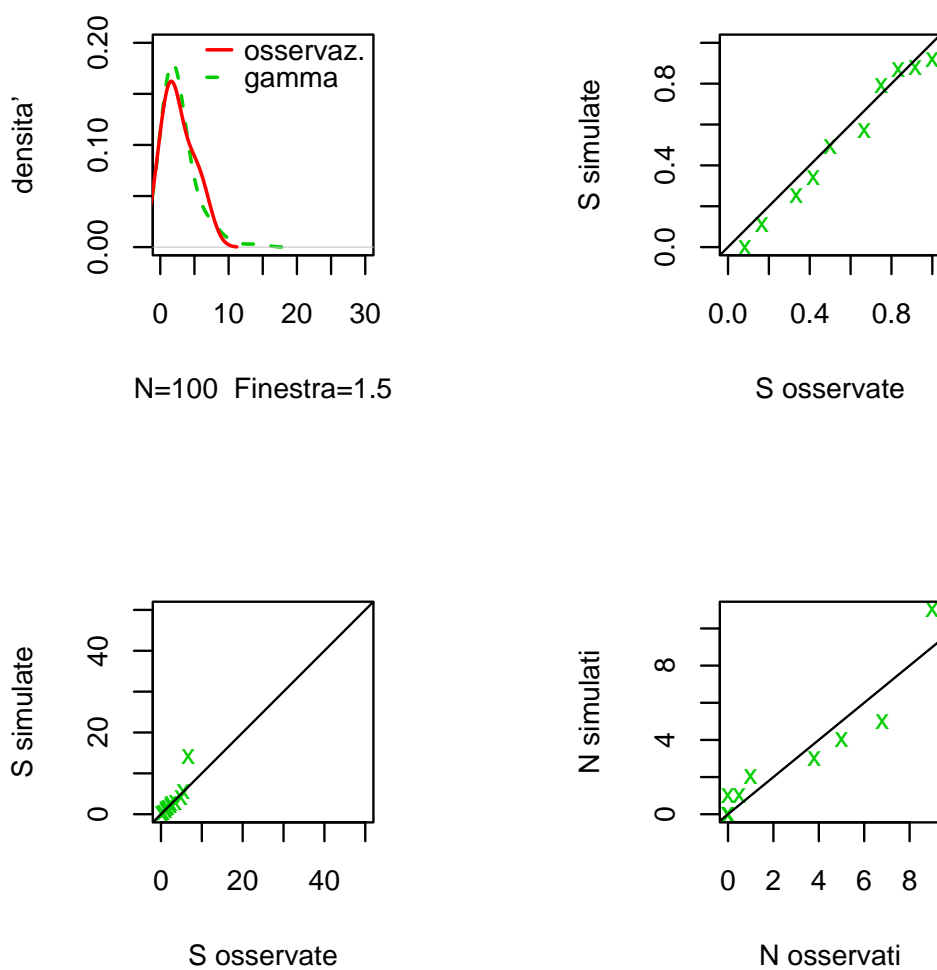 osservaz.
gamma
densita'
0.00
0.10
0.20
0
10
20
30
N=100 Finestra=1.5
S simulate
0.0
0.4
0.8
0.0
0.4
0.8
S osservate
S simulate
0
20
40
0
20
40
S osservate
N simulati
0
4
8
0
2
4
6
8
N osservati